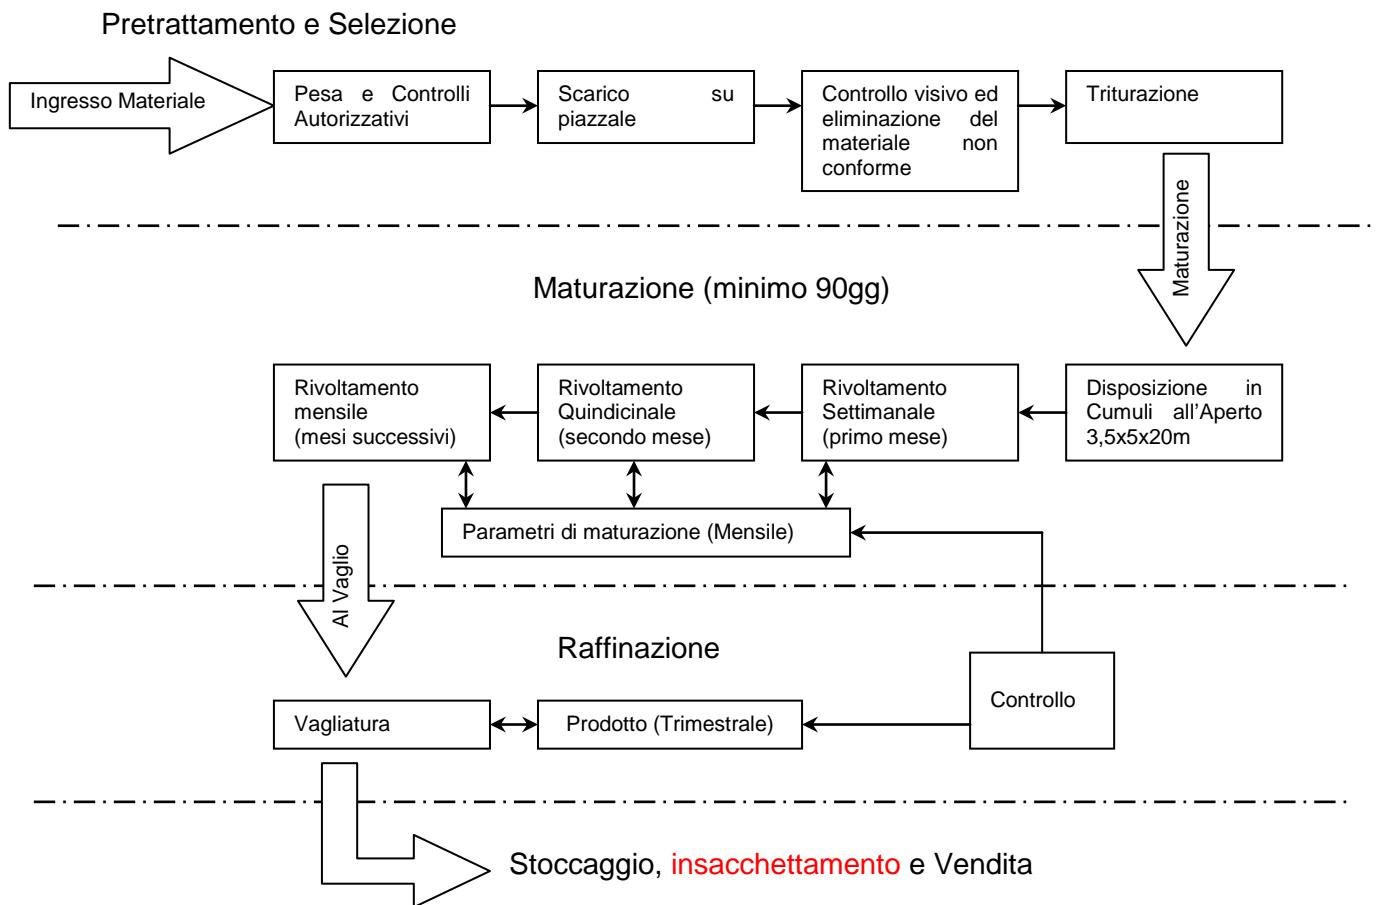 Pretrattamento e Selezione
Ingresso Materiale
Pesa e Controlli
Autorizzativi
Scarico su
piazzale
Controllo visivo ed
eliminazione del
materiale non
conforme
Triturazione
Maturazione
Maturazione (minimo 90gg)
Rivoltamento
mensile
(mesi successivi)
Rivoltamento
Quindicinale
(secondo mese)
Rivoltamento
Settimanale
(primo mese)
Disposizione in
Cumuli all'Aperto
3,5x5x20m
Parametri di maturazione (Mensile)
Al Vaglio
Raffinazione
Controllo
Vagliatura
Prodotto (Trimestrale)
Stoccaggio, insacchettamento e Vendita